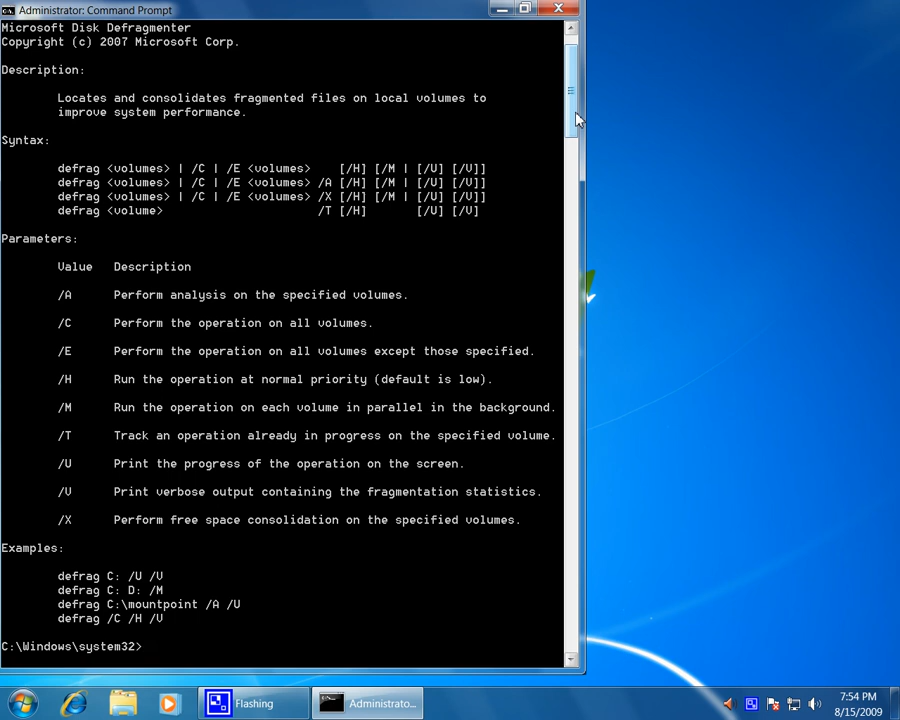 Administrator: Command Prompt
Microsoft Disk Defragmenter
Copyright (c) 2007 Microsoft Corp.
Description:
Locates and consolidates fragmented files on local volumes to
improve system performance.
Syntax:
defrag <volumes> | /C | /E <volumes>    [/H] [/M | [/U] [/V]]
defrag <volumes> | /C | /E <volumes> /A [/H] [/M | [/U] [/V]]
defrag <volumes> | /C | /E <volumes> /X [/H] [/M | [/U] [/V]]
defrag <volume>                      /T [/H]       [/U] [/V]
Parameters:
Value   Description
/A      Perform analysis on the specified volumes.
/C      Perform the operation on all volumes.
/E      Perform the operation on all volumes except those specified.
/H      Run the operation at normal priority (default is low).
/M      Run the operation on each volume in parallel in the background.
/T      Track an operation already in progress on the specified volume.
/U      Print the progress of the operation on the screen.
/V      Print verbose output containing the fragmentation statistics.
/X      Perform free space consolidation on the specified volumes.
Examples:
defrag C: /U /V
defrag C: D: /M
defrag C:\mountpoint /A /U
defrag /C /H /V
C:\Windows\system32>
Flashing
Administrato...
7:54 PM
8/15/2009